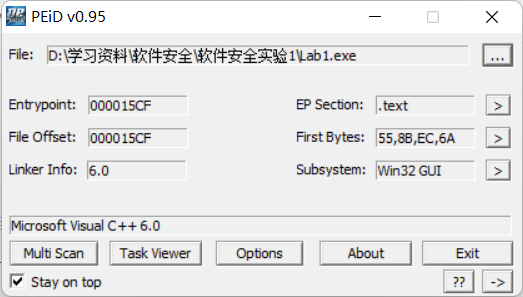 PEiD v0.95
File: D:\学习资料\软件安全\软件安全实验1\Lab1.exe ...
Entrypoint: 000015CF EP Section: .text >
File Offset: 000015CF First Bytes: 55,8B,EC,6A >
Linker Info: 6.0 Subsystem: Win32 GUI >
Microsoft Visual C++ 6.0
Multi Scan Task Viewer Options About Exit
Stay on top ?? ->